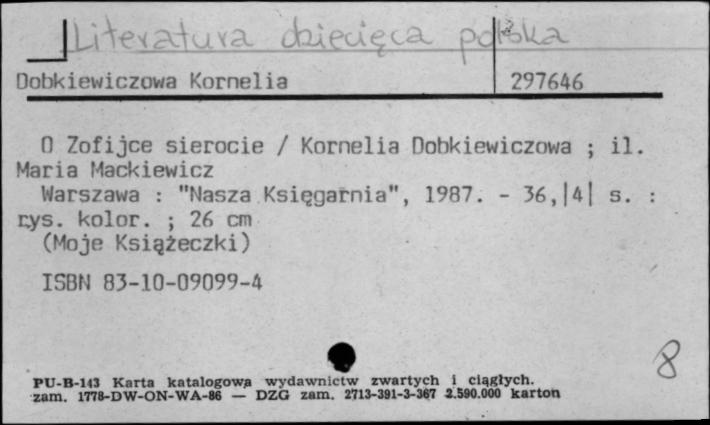 Literatura dziecięca polska
Dobkiewiczowa Kornelia 297646
O Zofijce sierocie / Kornelia Dobkiewiczowa ; il.
Maria Mackiewicz
Warszawa : "Nasza Księgarnia", 1987. - 36,|4| s. :
rys. kolor. ; 26 cm
(Moje Książeczki)
ISBN 83-10-09099-4
8
PU-B-143 Karta katalogowa wydawnictw zwartych i ciągłych.
zam. 1778-DW-ON-WA-86 — DZG zam. 2713-391-3-367 2.590.000 karton